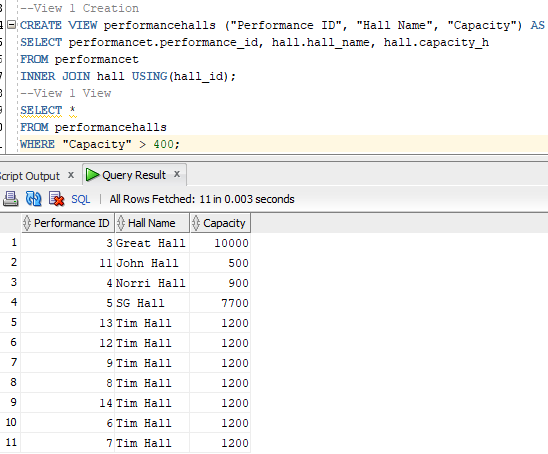 --View 1 Creation
CREATE VIEW performancehalls ("Performance ID", "Hall Name", "Capacity") AS
SELECT performancet.performance_id, hall.hall_name, hall.capacity_h
FROM performancet
INNER JOIN hall USING(hall_id);
--View 1 View
SELECT *
FROM performancehalls
WHERE "Capacity" > 400;
Script Output x Query Result x
SQL | All Rows Fetched: 11 in 0.003 seconds
Performance ID Hall Name Capacity
1 3 Great Hall 10000
2 11 John Hall 500
3 4 Norri Hall 900
4 5 SG Hall 7700
5 13 Tim Hall 1200
6 12 Tim Hall 1200
7 9 Tim Hall 1200
8 8 Tim Hall 1200
9 14 Tim Hall 1200
10 6 Tim Hall 1200
11 7 Tim Hall 1200